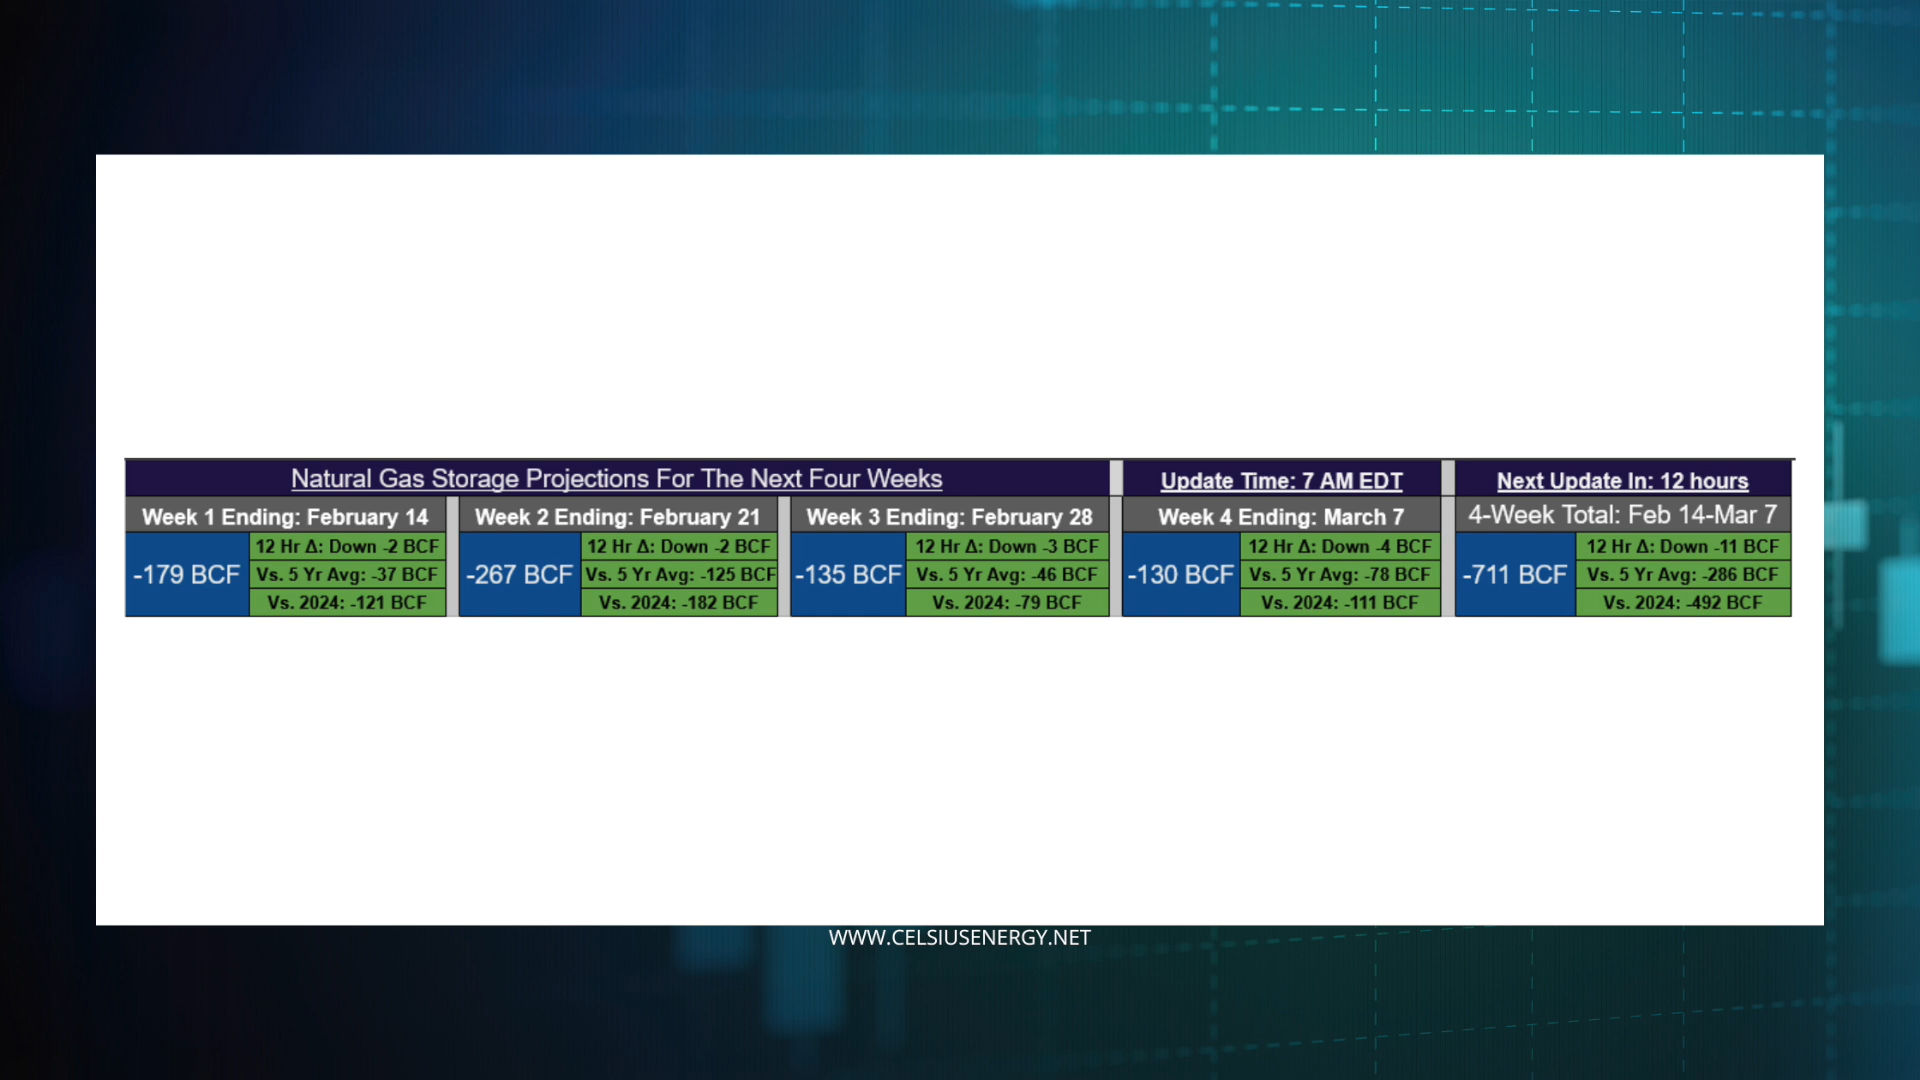 Natural Gas Storage Projections For The Next Four Weeks
Update Time: 7 AM EDT
Next Update In: 12 hours
Week 1 Ending: February 14
-179 BCF
12 Hr Δ: Down -2 BCF
Vs. 5 Yr Avg: -37 BCF
Vs. 2024: -121 BCF
Week 2 Ending: February 21
-267 BCF
12 Hr Δ: Down -2 BCF
Vs. 5 Yr Avg: -125 BCF
Vs. 2024: -182 BCF
Week 3 Ending: February 28
-135 BCF
12 Hr Δ: Down -3 BCF
Vs. 5 Yr Avg: -46 BCF
Vs. 2024: -79 BCF
Week 4 Ending: March 7
-130 BCF
12 Hr Δ: Down -4 BCF
Vs. 5 Yr Avg: -78 BCF
Vs. 2024: -111 BCF
4-Week Total: Feb 14-Mar 7
-711 BCF
12 Hr Δ: Down -11 BCF
Vs. 5 Yr Avg: -286 BCF
Vs. 2024: -492 BCF
WWW.CELSIUSENERGY.NET